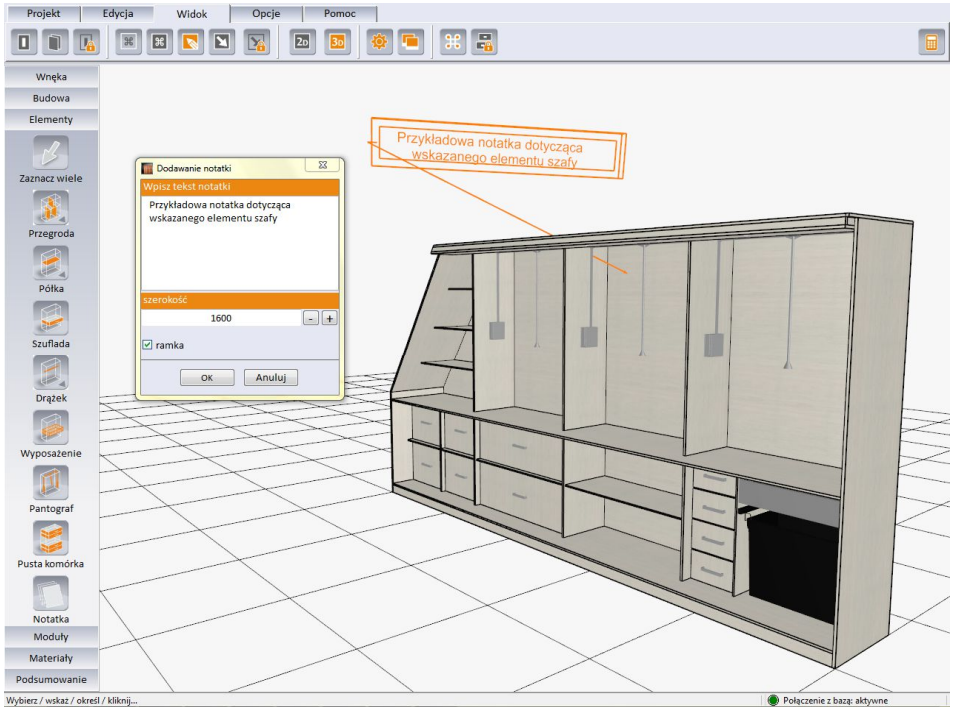 Projekt
Edycja
Widok
Opcje
Pomoc
2D
3D
Wnęka
Budowa
Elementy
Zaznacz wiele
Przegroda
Półka
Szuflada
Drążek
Wyposażenie
Pantograf
Pusta komórka
Notatka
Moduły
Materiały
Podsumowanie
Dodawanie notatki
Wpisz tekst notatki
Przykładowa notatka dotycząca
wskazanego elementu szafy
szerokość
1600
- +
ramka
OK
Anuluj
Przykładowa notatka dotycząca
wskazanego elementu szafy
Wybierz / wskaż / określ / kliknij...
Połączenie z bazą: aktywne